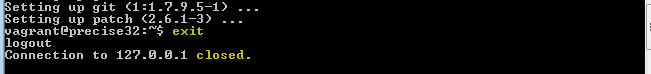 Setting up git (1:1.7.9.5-1) ...
Setting up patch (2.6.1-3) ...
vagrant@precise32:~$ exit
logout
Connection to 127.0.0.1 closed.